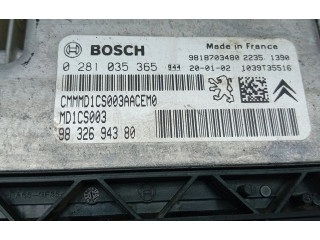 BOSCH
Made in France
0 281 035 365 944 20-01-02
9818703480 2235. 1390
1039T35516
CMMMD1CS003AACEM0
MD1CS003
98 326 943 80